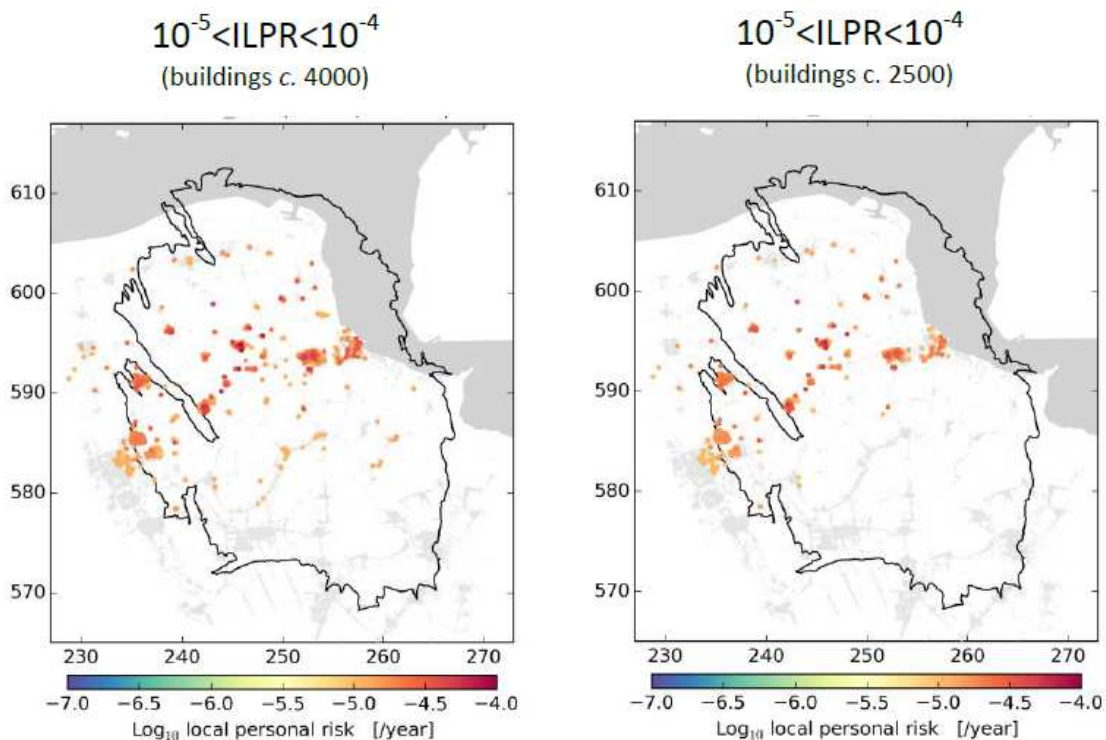 10⁻⁵<ILPR<10⁻⁴
(buildings c. 4000)
610
600
590
580
570
230 240 250 260 270
−7.0 −6.5 −6.0 −5.5 −5.0 −4.5 −4.0
Log₁₀ local personal risk [/year]
10⁻⁵<ILPR<10⁻⁴
(buildings c. 2500)
610
600
590
580
570
230 240 250 260 270
−7.0 −6.5 −6.0 −5.5 −5.0 −4.5 −4.0
Log₁₀ local personal risk [/year]